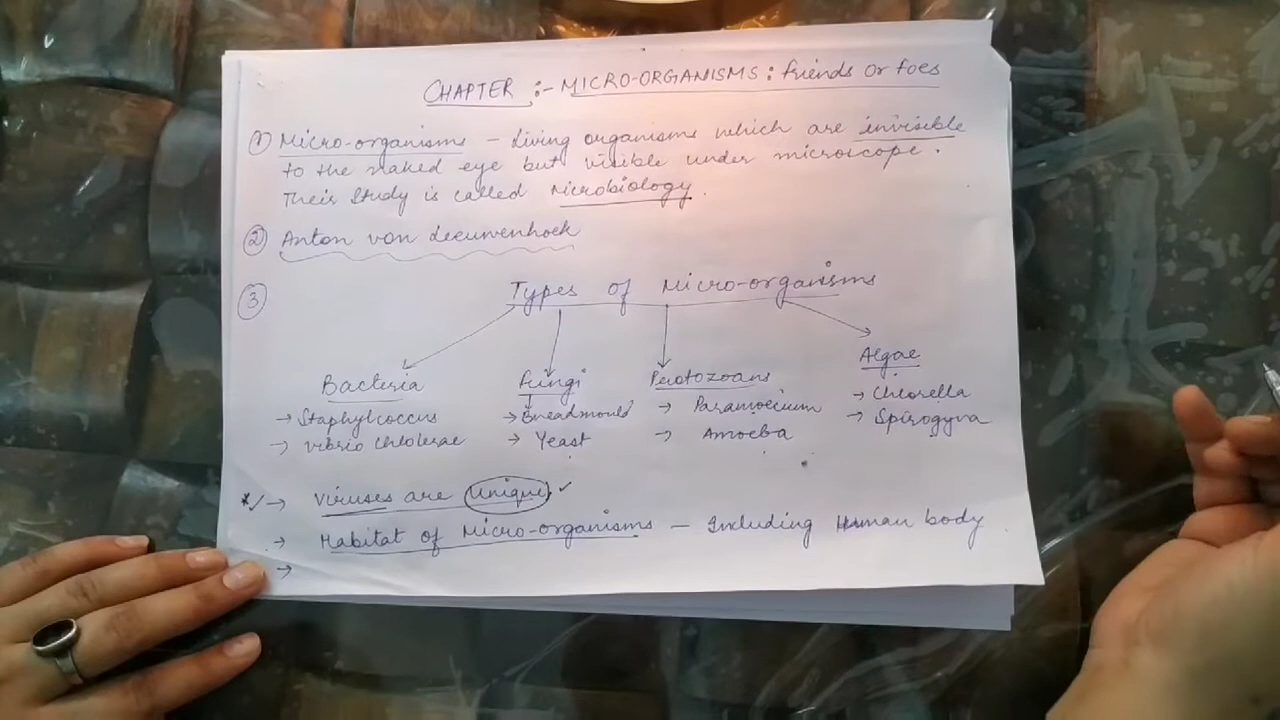 CHAPTER :- MICRO-ORGANISMS : Friends or Foes
① Micro-organisms - Living organisms which are invisible
to the naked eye but visible under microscope.
Their study is called Microbiology.
② Anton von Leeuwenhoek
③ Types of Micro-organisms
Bacteria
→ Staphylcoccus
→ Vibrio Chlolerae
Fungi
→ Breadmould
→ Yeast
Protozoans
→ Paramoecium
→ Amoeba
Algae
→ Chlorella
→ Spirogyra
*✓→ Viruses are Unique ✓
→ Habitat of Micro-organisms - Including Human body
→